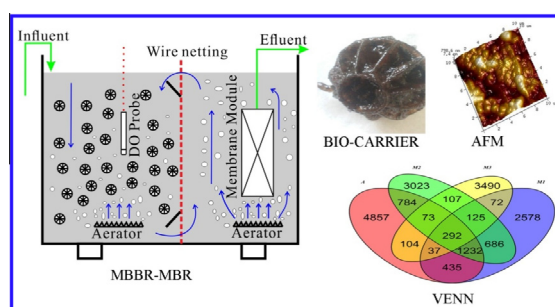 Influent
Wire netting
Efluent
DO Probe
Membrane Module
Aerator
Aerator
MBBR-MBR
BIO-CARRIER
AFM
A
M2
M3
M1
3023
3490
784
107
72
4857
73
125
2578
292
104
37
1232
686
435
VENN